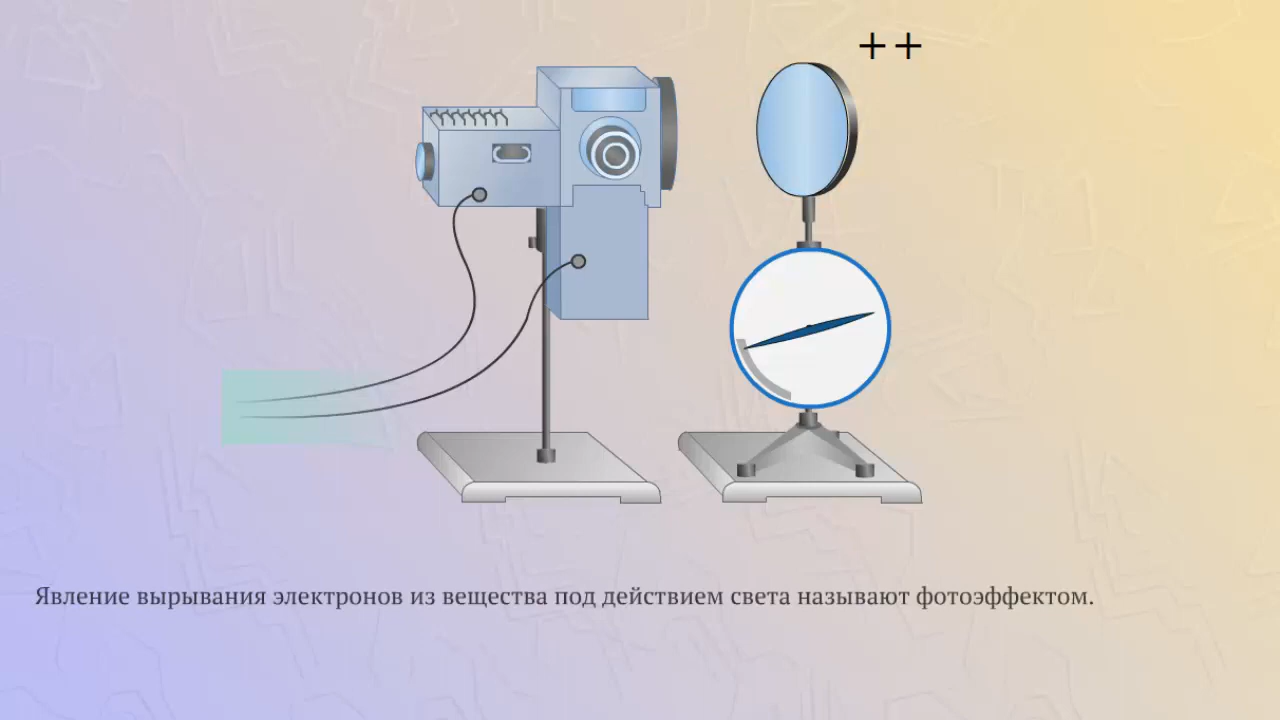 ++
Явление вырывания электронов из вещества под действием света называют фотоэффектом.